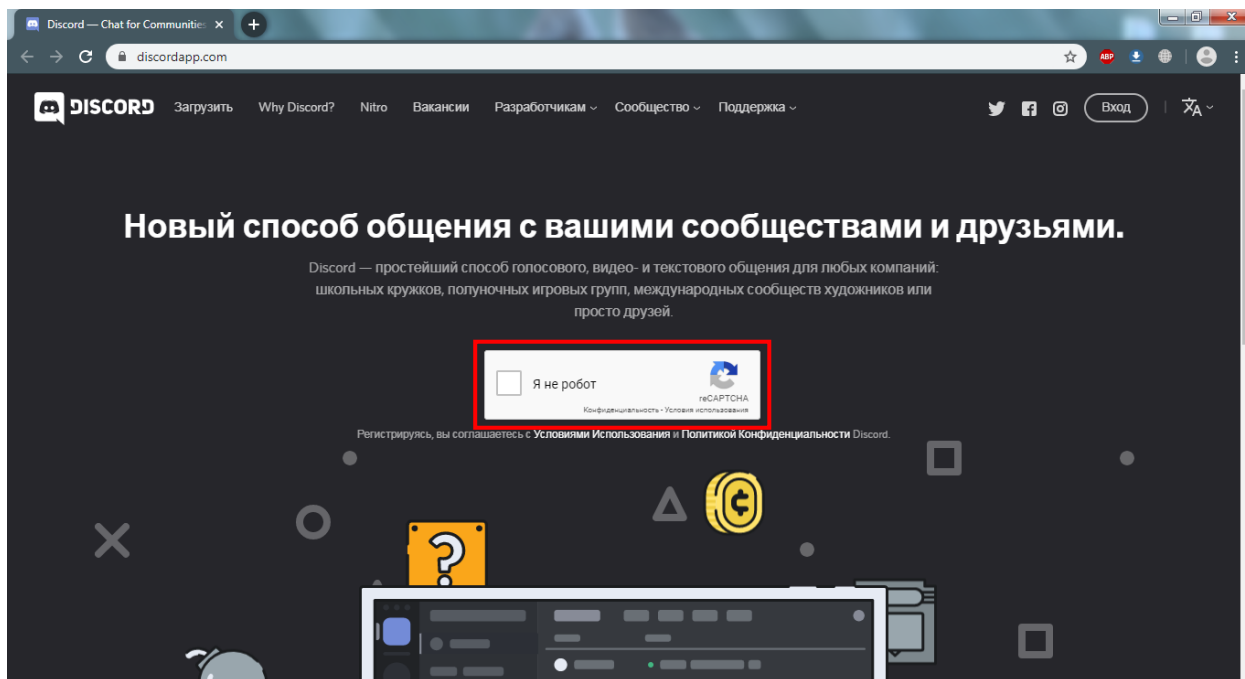 Discord — Chat for Communities
discordapp.com
ABP
DISCORD Загрузить Why Discord? Nitro Вакансии Разработчикам Сообщество Поддержка Вход
Новый способ общения с вашими сообществами и друзьями.
Discord — простейший способ голосового, видео- и текстового общения для любых компаний:
школьных кружков, полуночных игровых групп, международных сообществ художников или
просто друзей.
Я не робот
reCAPTCHA
Конфиденциальность - Условия использования
Регистрируясь, вы соглашаетесь с Условиями Использования и Политикой Конфиденциальности Discord.